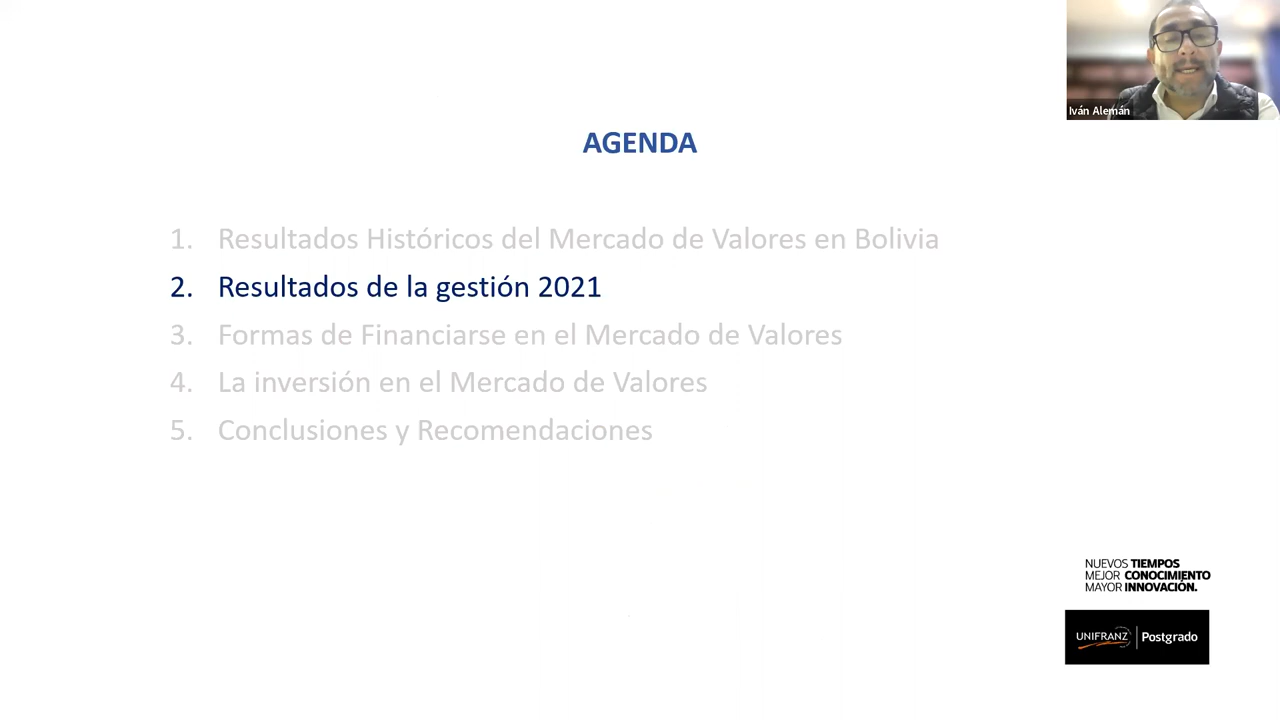 Iván Alemán
AGENDA
1. Resultados Históricos del Mercado de Valores en Bolivia
2. Resultados de la gestión 2021
3. Formas de Financiarse en el Mercado de Valores
4. La inversión en el Mercado de Valores
5. Conclusiones y Recomendaciones
NUEVOS TIEMPOS
MEJOR CONOCIMIENTO
MAYOR INNOVACIÓN.
UNIFRANZ Postgrado